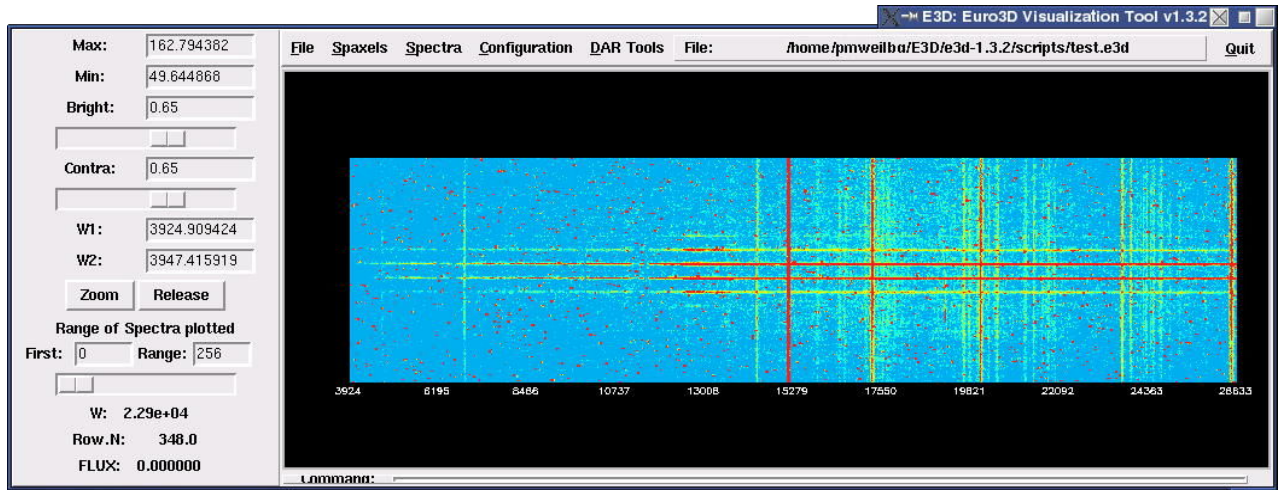 E3D: Euro3D Visualization Tool v1.3.2
Max: 162.794382
Min: 49.644868
Bright: 0.65
Contra: 0.65
W1: 3924.909424
W2: 3947.415919
Zoom Release
Range of Spectra plotted
First: 0 Range: 256
W: 2.29e+04
Row.N: 348.0
FLUX: 0.000000
File Spaxels Spectra Configuration DAR Tools File: /home/pmweilba/E3D/e3d-1.3.2/scripts/test.e3d Quit
3924 6195 8466 10737 13008 15279 17550 19821 22092 24363 26633
Command: